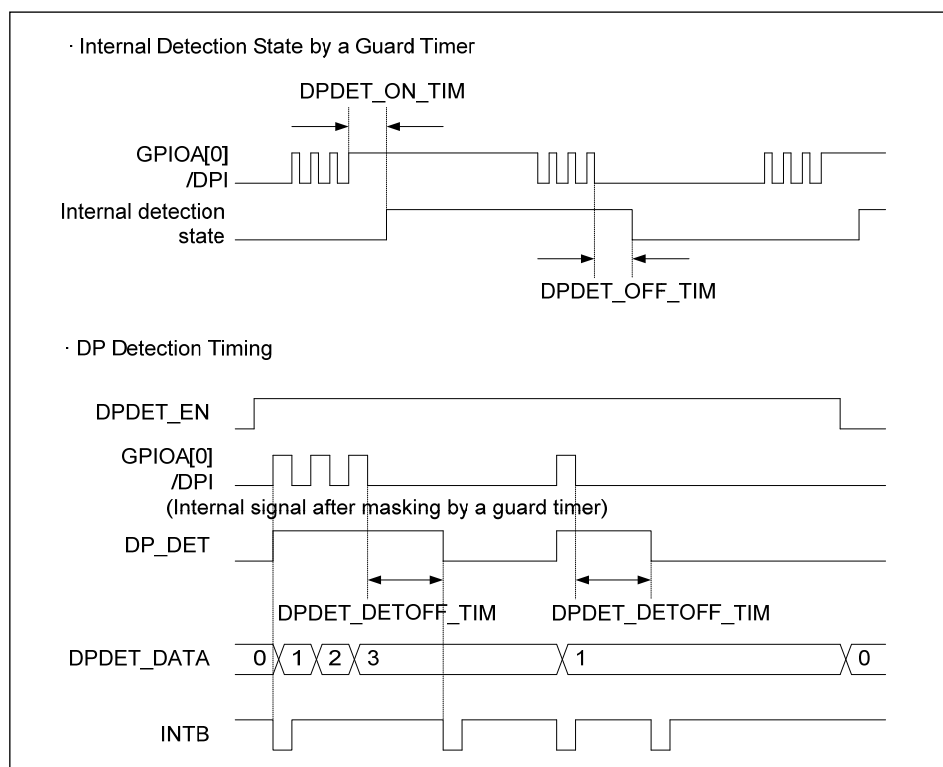 · Internal Detection State by a Guard Timer
DPDET_ON_TIM
GPIOA[0]
/DPI
Internal detection
state
DPDET_OFF_TIM
· DP Detection Timing
DPDET_EN
GPIOA[0]
/DPI
(Internal signal after masking by a guard timer)
DP_DET
DPDET_DETOFF_TIM DPDET_DETOFF_TIM
DPDET_DATA 0 1 2 3 1 0
INTB